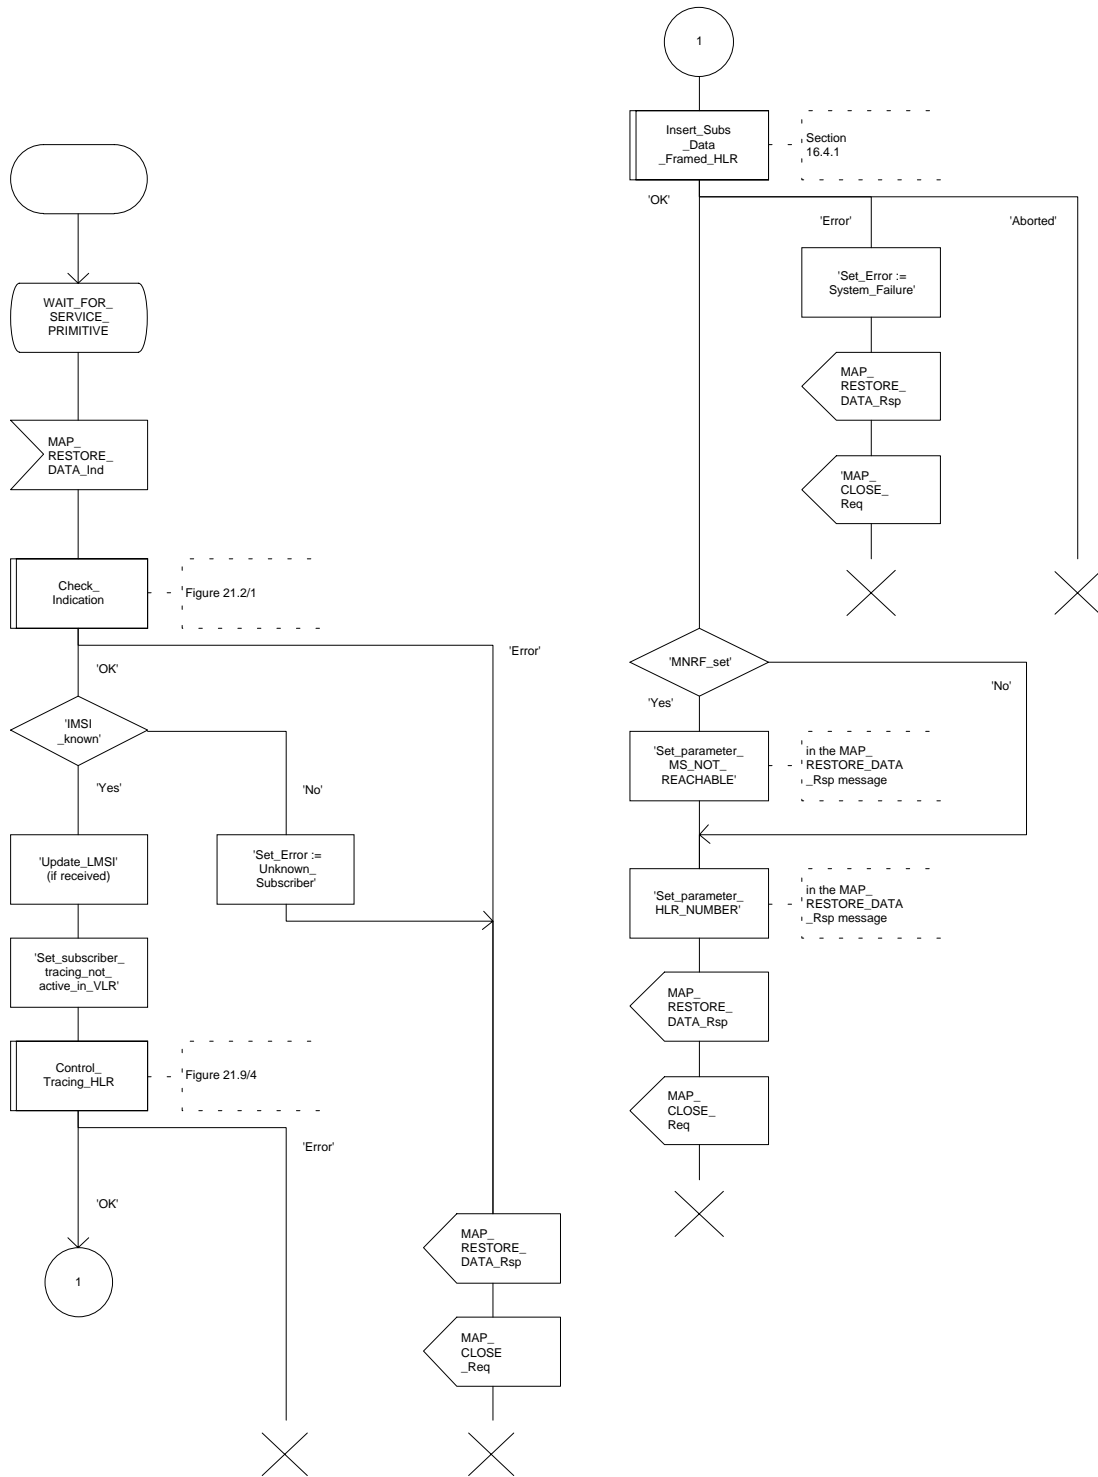 WAIT_FOR_
SERVICE_
PRIMITIVE
MAP_
RESTORE_
DATA_Ind
Check_
Indication
Figure 21.2/1
'Error'
'OK'
'IMSI
_known'
'Yes'
'No'
'Update_LMSI'
(if received)
'Set_Error :=
Unknown_
Subscriber'
'Set_subscriber_
tracing_not_
active_in_VLR'
Control_
Tracing_HLR
Figure 21.9/4
'Error'
'OK'
1
MAP_
RESTORE_
DATA_Rsp
MAP_
CLOSE
_Req
1
Insert_Subs
_Data
_Framed_HLR
Section
16.4.1
'OK'
'Error'
'Aborted'
'Set_Error :=
System_Failure'
MAP_
RESTORE_
DATA_Rsp
'MAP_
CLOSE_
Req
'MNRF_set'
'No'
'Yes'
'Set_parameter_
MS_NOT_
REACHABLE'
in the MAP_
RESTORE_DATA
_Rsp message
'Set_parameter_
HLR_NUMBER'
in the MAP_
RESTORE_DATA
_Rsp message
MAP_
RESTORE_
DATA_Rsp
MAP_
CLOSE_
Req